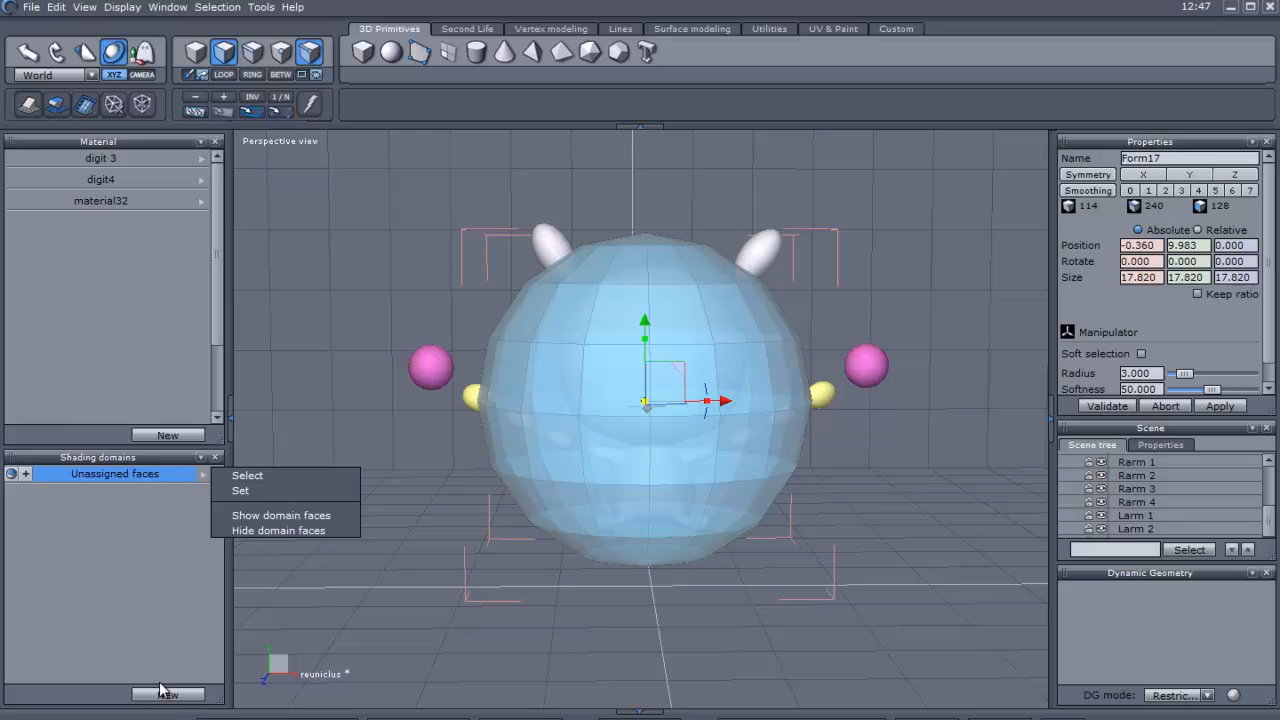 File Edit Display Window Selection Tools Help
12:47
3D Primitives Second Life Vertex modeling Lines Surface modeling Utilities UV & Paint Custom
World XYZ CAMERA
LOOP RING BETW
− + INV 1 / N
Material
digit 3
digit4
material32
New
Shading domains
+ Unassigned faces
Select
Set
Show domain faces
Hide domain faces
Perspective view
reuniclus *
Properties
Name Form17
Symmetry X Y Z
Smoothing 0 1 2 3 4 5 6 7
114 240 128
Absolute Relative
Position -0.360 9.983 0.000
Rotate 0.000 0.000 0.000
Size 17.820 17.820 17.820
Keep ratio
Manipulator
Soft selection
Radius 3.000
Softness 50.000
Validate Abort Apply
Scene
Scene tree Properties
Rarm 1
Rarm 2
Rarm 3
Rarm 4
Larm 1
Larm 2
Select
Dynamic Geometry
DG mode: Restric...